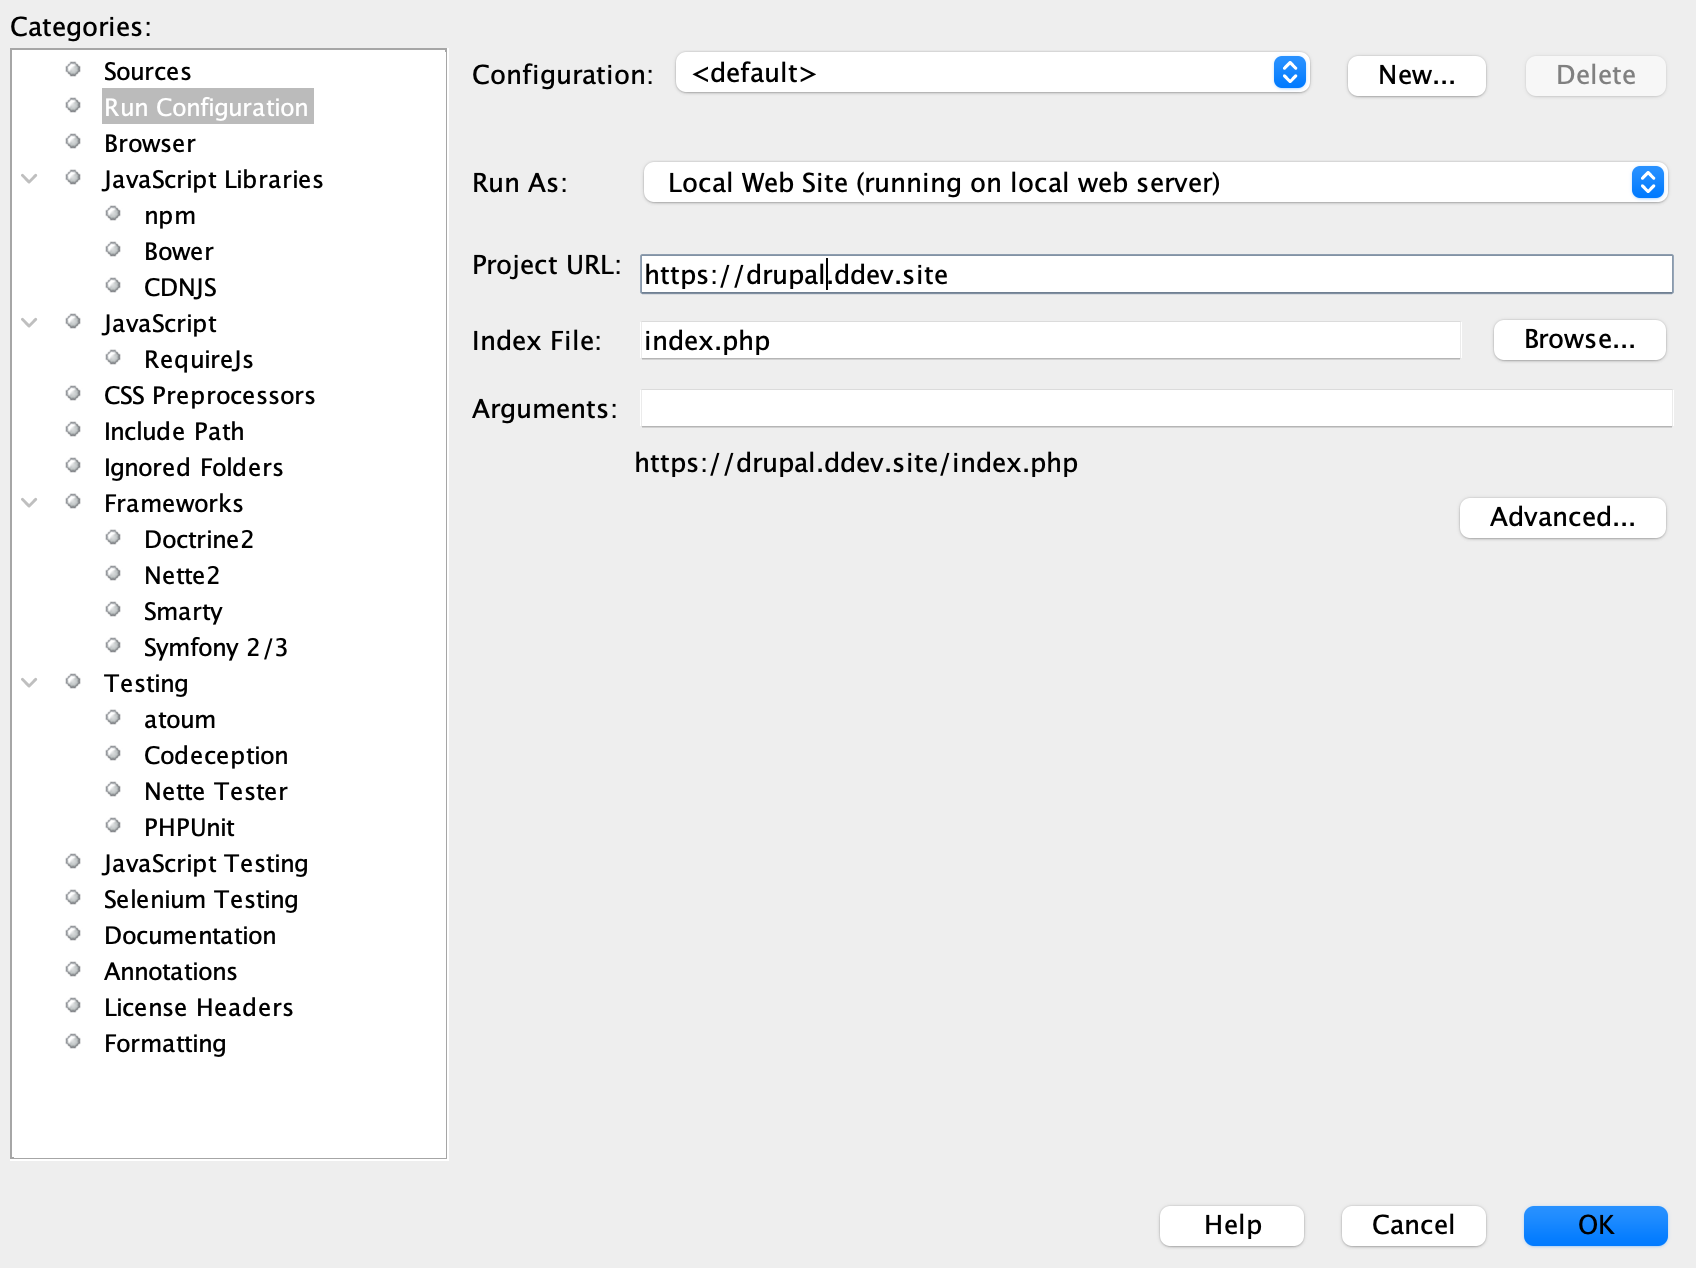 Categories:
Sources
Run Configuration
Browser
JavaScript Libraries
npm
Bower
CDNJS
JavaScript
RequireJs
CSS Preprocessors
Include Path
Ignored Folders
Frameworks
Doctrine2
Nette2
Smarty
Symfony 2/3
Testing
atoum
Codeception
Nette Tester
PHPUnit
JavaScript Testing
Selenium Testing
Documentation
Annotations
License Headers
Formatting
Configuration: <default> New... Delete
Run As: Local Web Site (running on local web server)
Project URL: https://drupal.ddev.site
Index File: index.php Browse...
Arguments:
https://drupal.ddev.site/index.php
Advanced...
Help Cancel OK